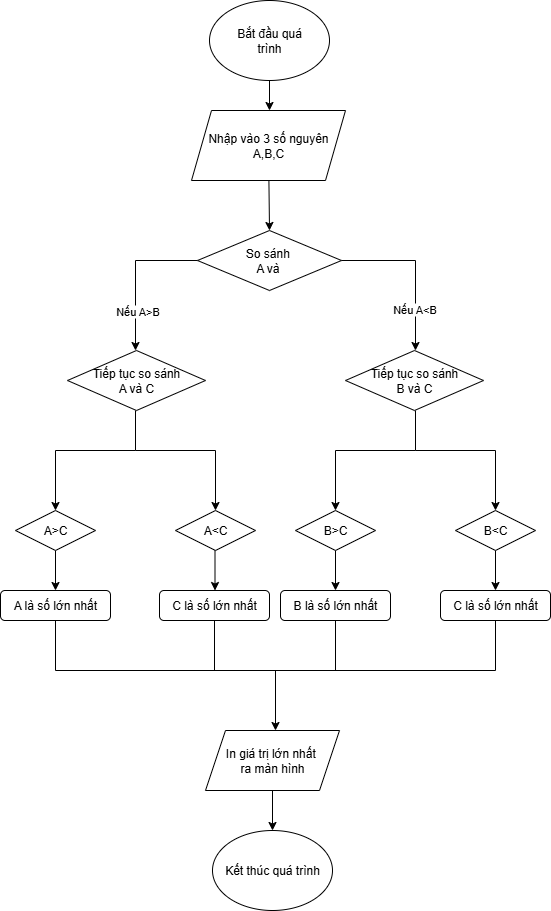 Bắt đầu quá
trình
Nhập vào 3 số nguyên
A,B,C
So sánh
A và
Nếu A>B
Nếu A<B
Tiếp tục so sánh
A và C
Tiếp tục so sánh
B và C
A>C
A<C
B>C
B<C
A là số lớn nhất
C là số lớn nhất
B là số lớn nhất
C là số lớn nhất
In giá trị lớn nhất
ra màn hình
Kết thúc quá trình